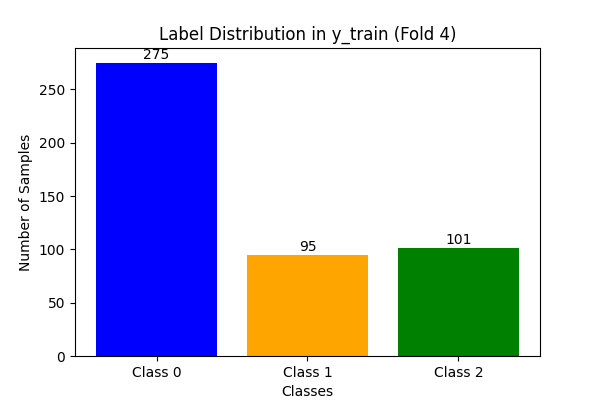 Label Distribution in y_train (Fold 4)
275
95
101
250
200
150
100
50
0
Number of Samples
Class 0
Class 1
Class 2
Classes